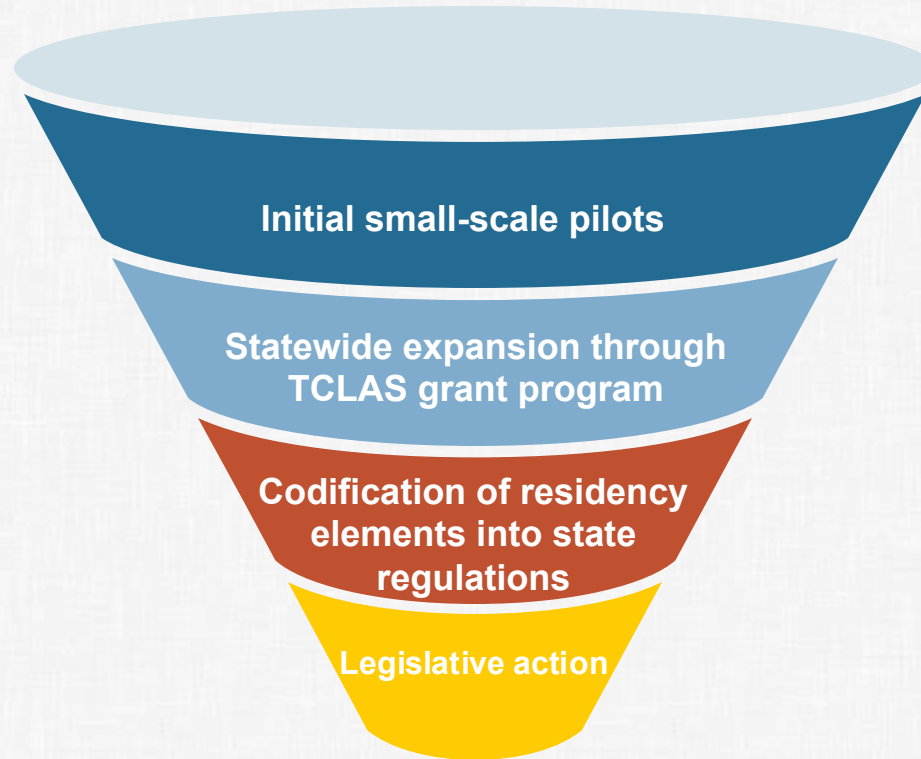 Initial small-scale pilots
Statewide expansion through
TCLAS grant program
Codification of residency
elements into state
regulations
Legislative action